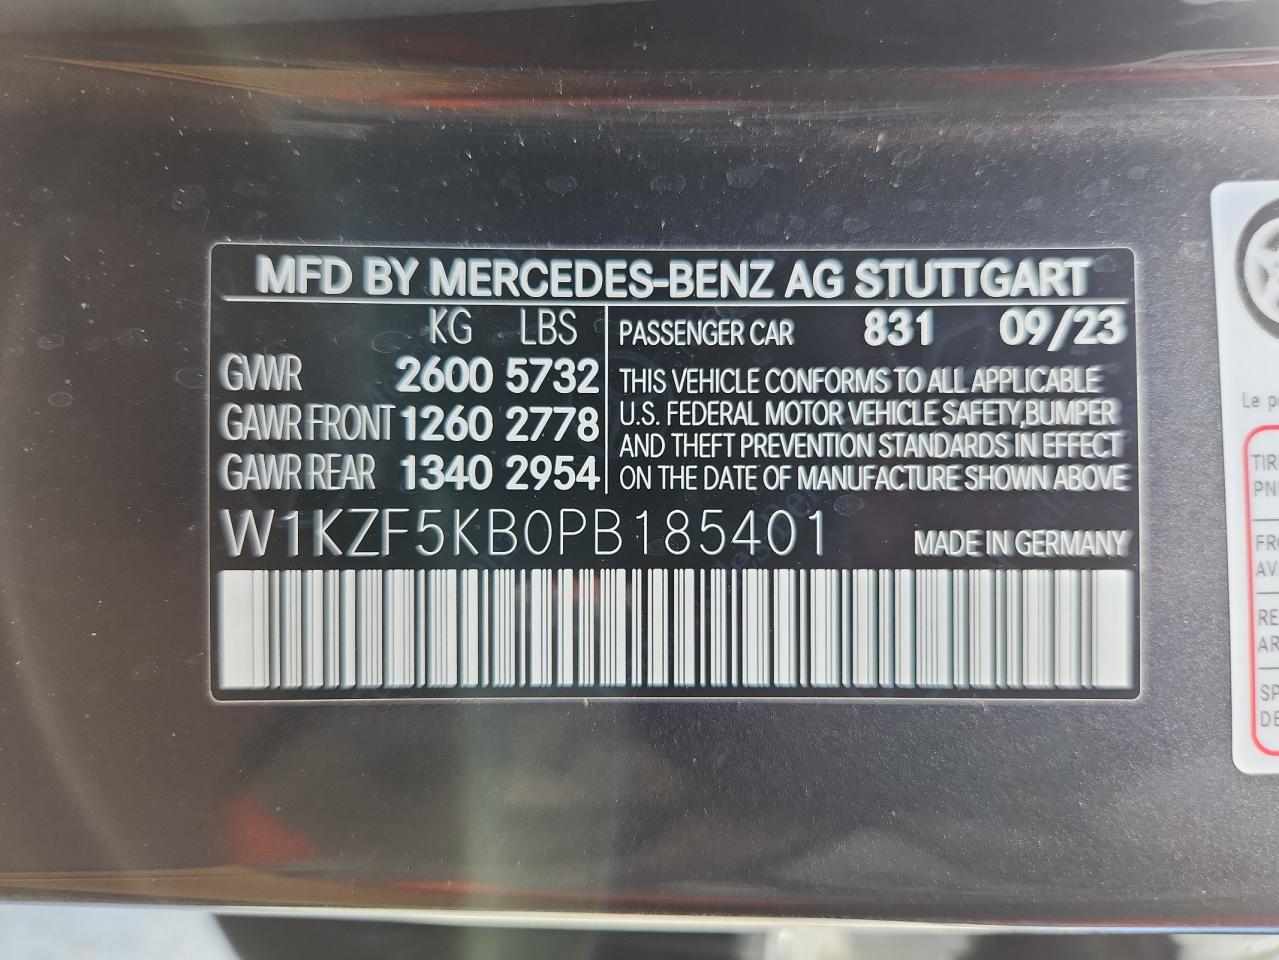 MFD BY MERCEDES-BENZ AG STUTTGART
KG LBS
GVWR 2600 5732
GAWR FRONT 1260 2778
GAWR REAR 1340 2954
PASSENGER CAR 831 09/23
THIS VEHICLE CONFORMS TO ALL APPLICABLE
U.S. FEDERAL MOTOR VEHICLE SAFETY, BUMPER
AND THEFT PREVENTION STANDARDS IN EFFECT
ON THE DATE OF MANUFACTURE SHOWN ABOVE
W1KZF5KB0PB185401 MADE IN GERMANY
Le